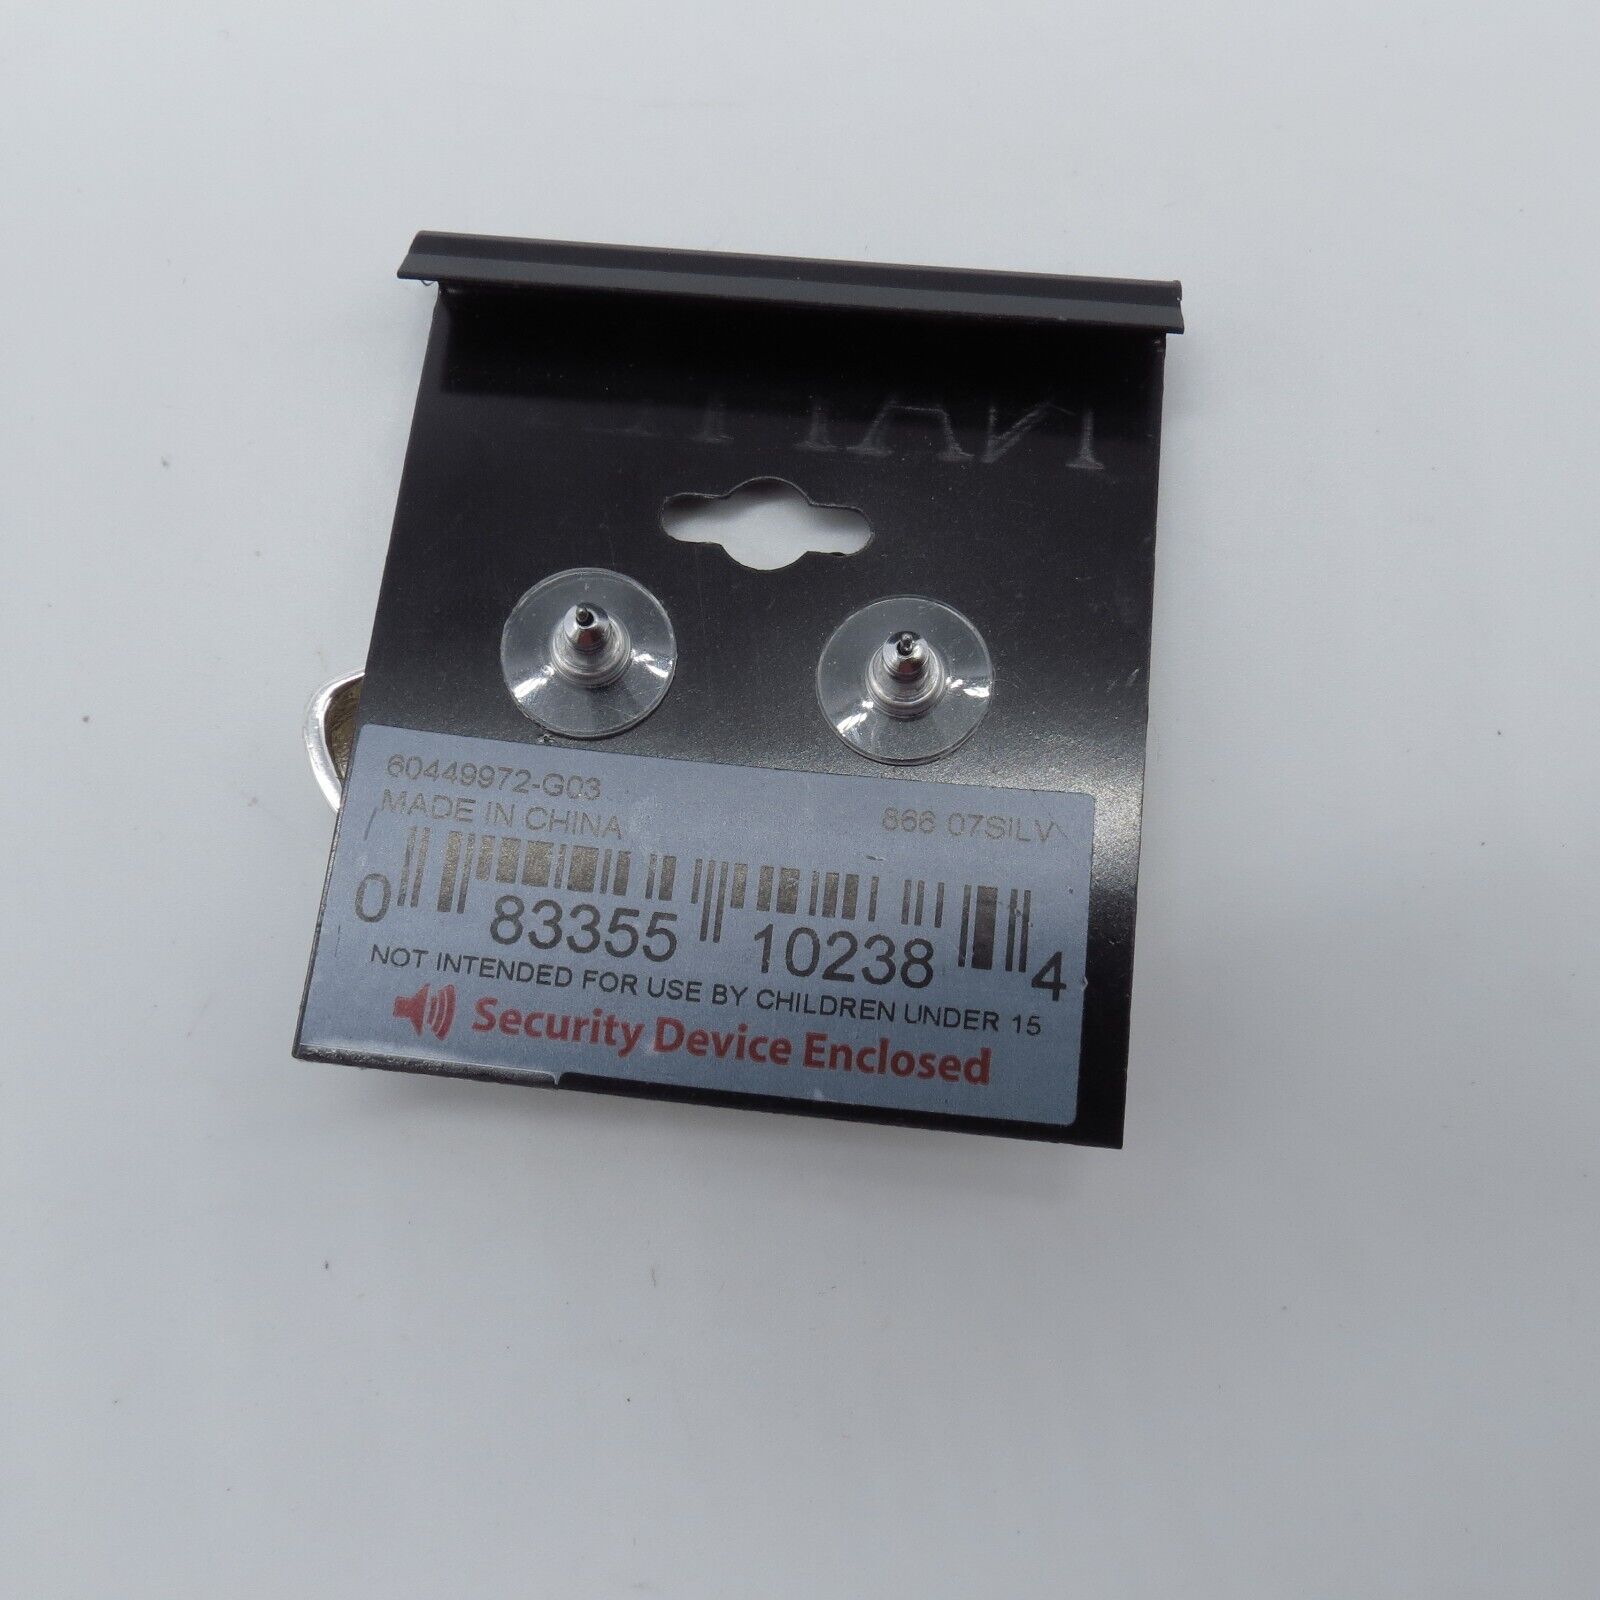 60449972-G03
MADE IN CHINA
866 07SILV
0 83355 10238 4
NOT INTENDED FOR USE BY CHILDREN UNDER 15
Security Device Enclosed